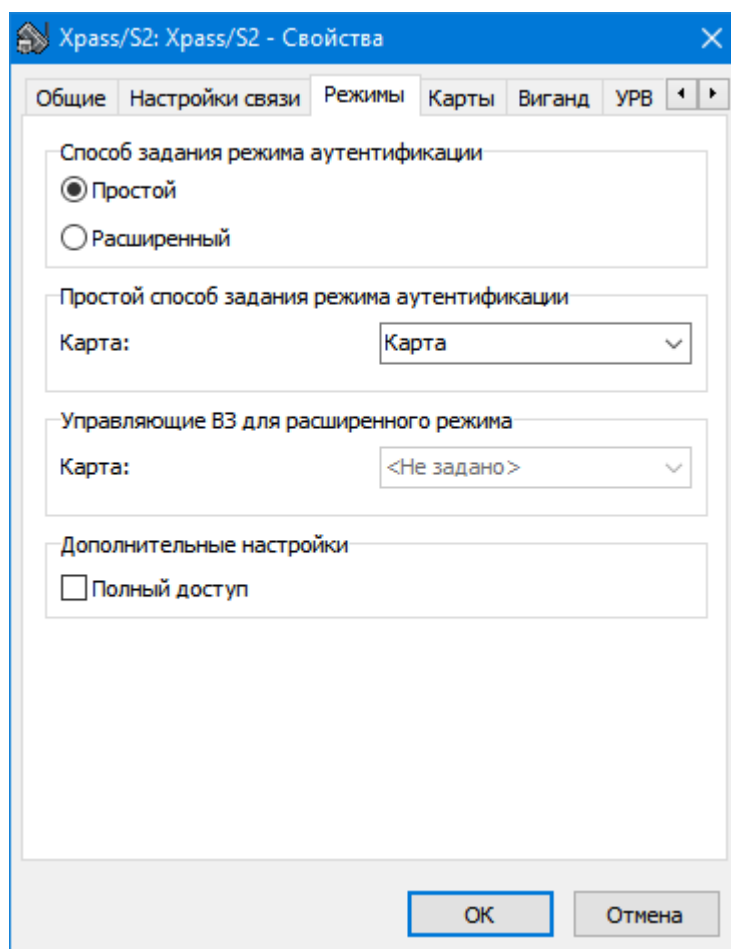 Xpass/S2: Xpass/S2 - Свойства
Общие Настройки связи Режимы Карты Виганд УРВ
Способ задания режима аутентификации
Простой
Расширенный
Простой способ задания режима аутентификации
Карта: Карта
Управляющие ВЗ для расширенного режима
Карта: <Не задано>
Дополнительные настройки
Полный доступ
ОК Отмена